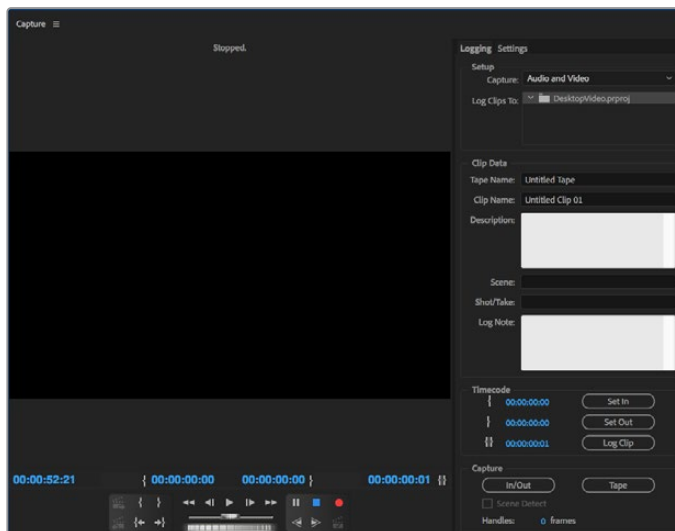 Capture
Stopped.
Logging Settings
Setup
Capture: Audio and Video
Log Clips To: DesktopVideo.prproj
Clip Data
Tape Name: Untitled Tape
Clip Name: Untitled Clip 01
Description:
Scene:
Shot/Take:
Log Note:
Timecode
{ 00:00:00:00 Set In
} 00:00:00:00 Set Out
{} 00:00:00:01 Log Clip
00:00:52:21 { 00:00:00:00 00:00:00:00 } 00:00:00:01 {}
Capture
In/Out Tape
Scene Detect
Handles: 0 frames